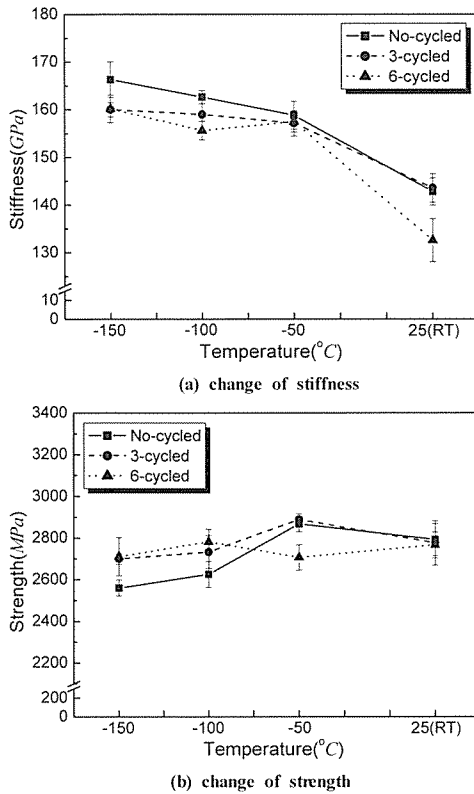 180
170
160
150
140
130
10
0
Stiffness(GPa)
No-cycled
3-cycled
6-cycled
-150
-100
-50
25(RT)
Temperature(°C)
(a) change of stiffness
3400
3200
3000
2800
2600
2400
2200
200
0
Strength(MPa)
No-cycled
3-cycled
6-cycled
-150
-100
-50
25(RT)
Temperature(°C)
(b) change of strength